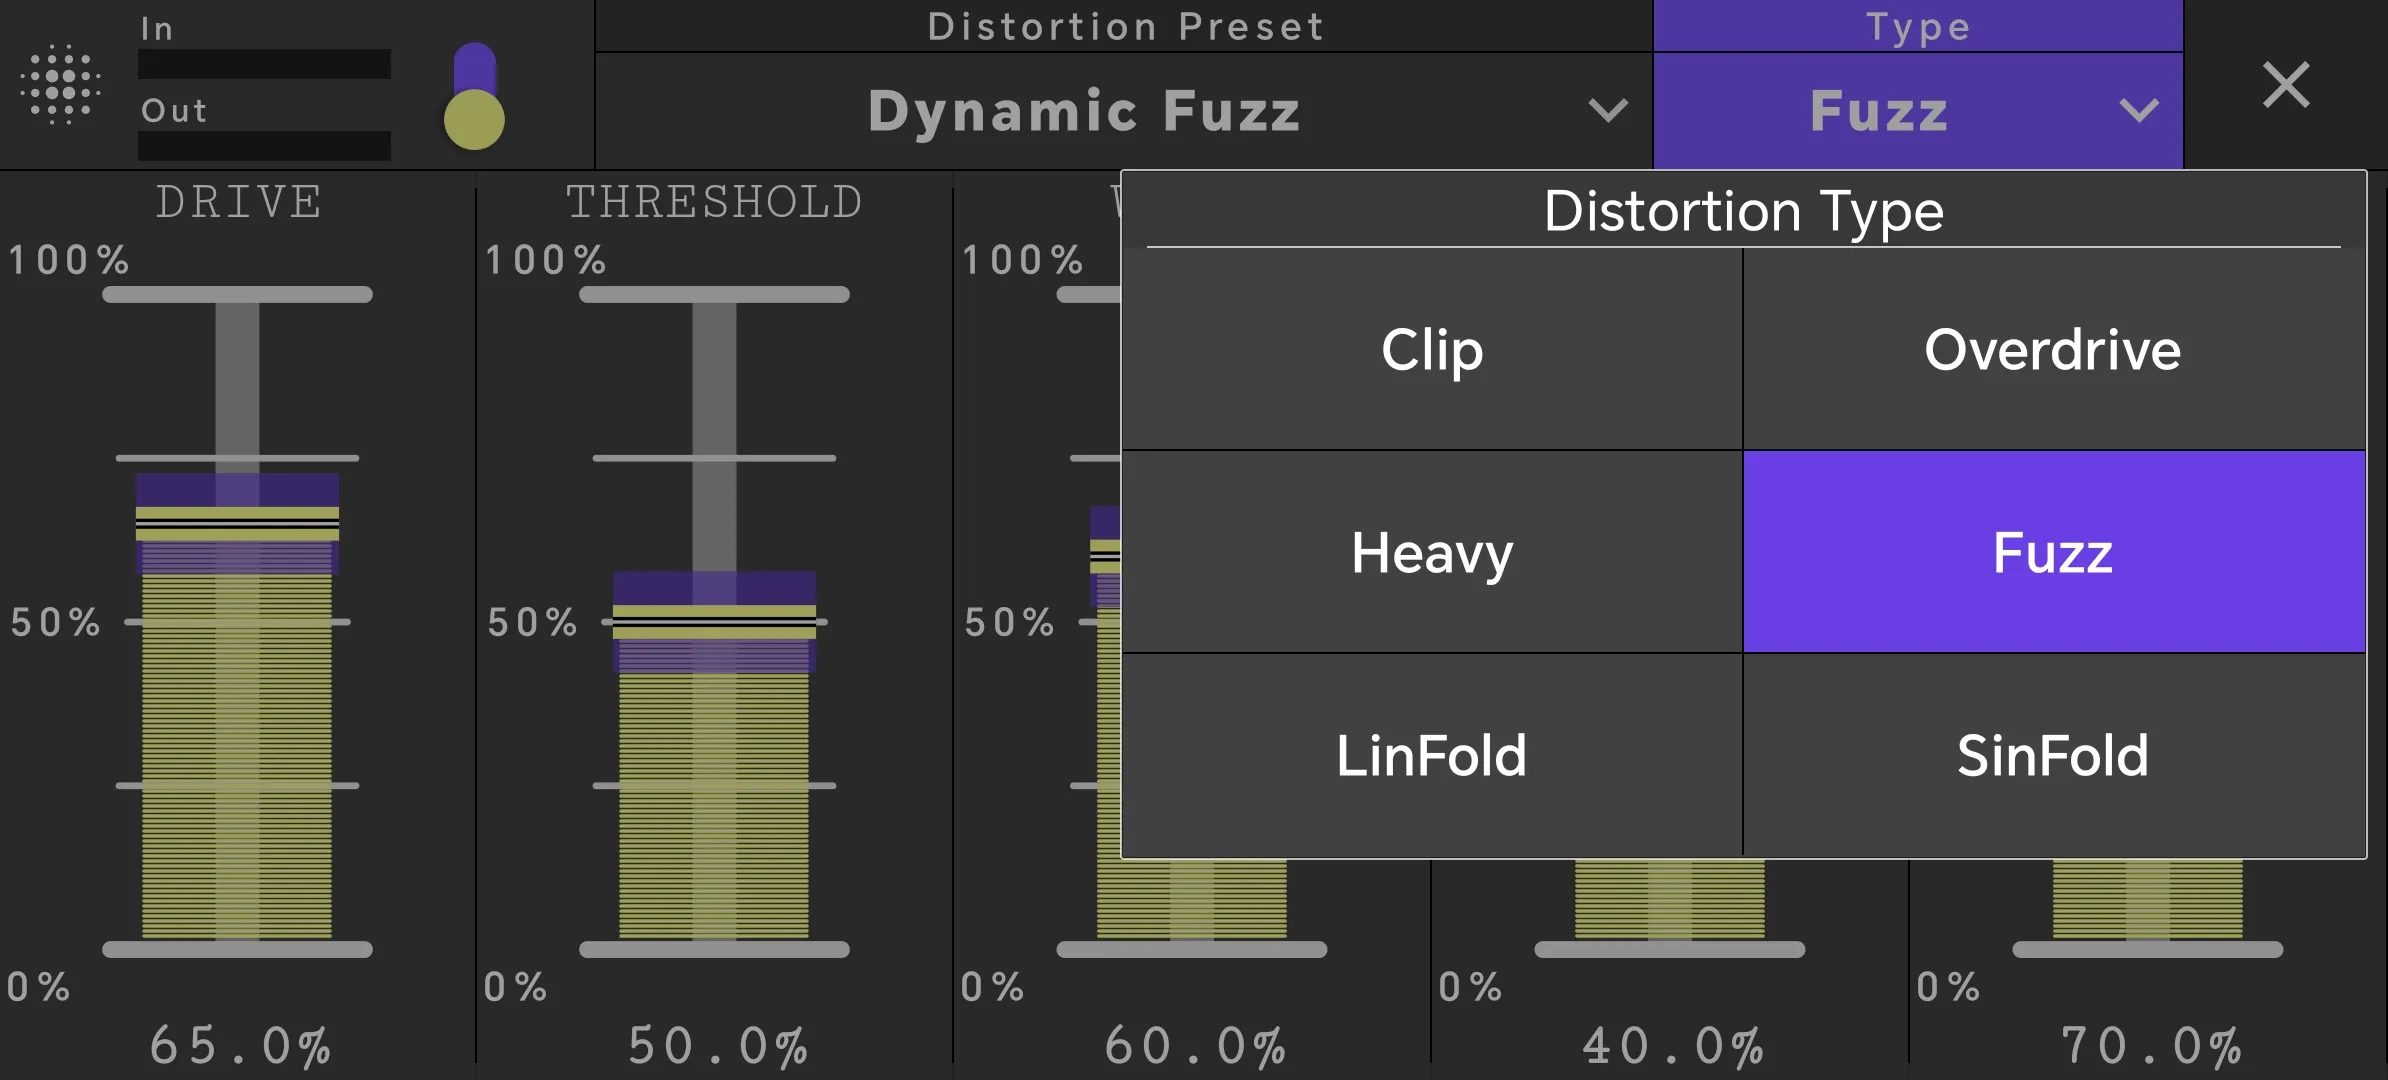 In
Out
Distortion Preset
Dynamic Fuzz
Type
Fuzz
DRIVE
THRESHOLD
100%
100%
100%
50%
50%
50%
0%
0%
0%
0%
0%
65.0%
50.0%
60.0%
40.0%
70.0%
Distortion Type
Clip
Overdrive
Heavy
Fuzz
LinFold
SinFold